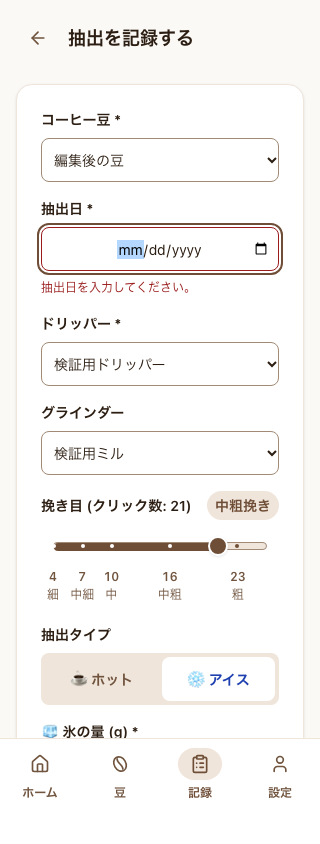 抽出を記録する
コーヒー豆 *
編集後の豆
抽出日 *
mm/dd/yyyy
抽出日を入力してください。
ドリッパー *
検証用ドリッパー
グラインダー
検証用ミル
挽き目 (クリック数: 21) 中粗挽き
4 7 10 16 23
細 中細 中 中粗 粗
抽出タイプ
ホット アイス
氷の量 (g) *
ホーム 豆 記録 設定